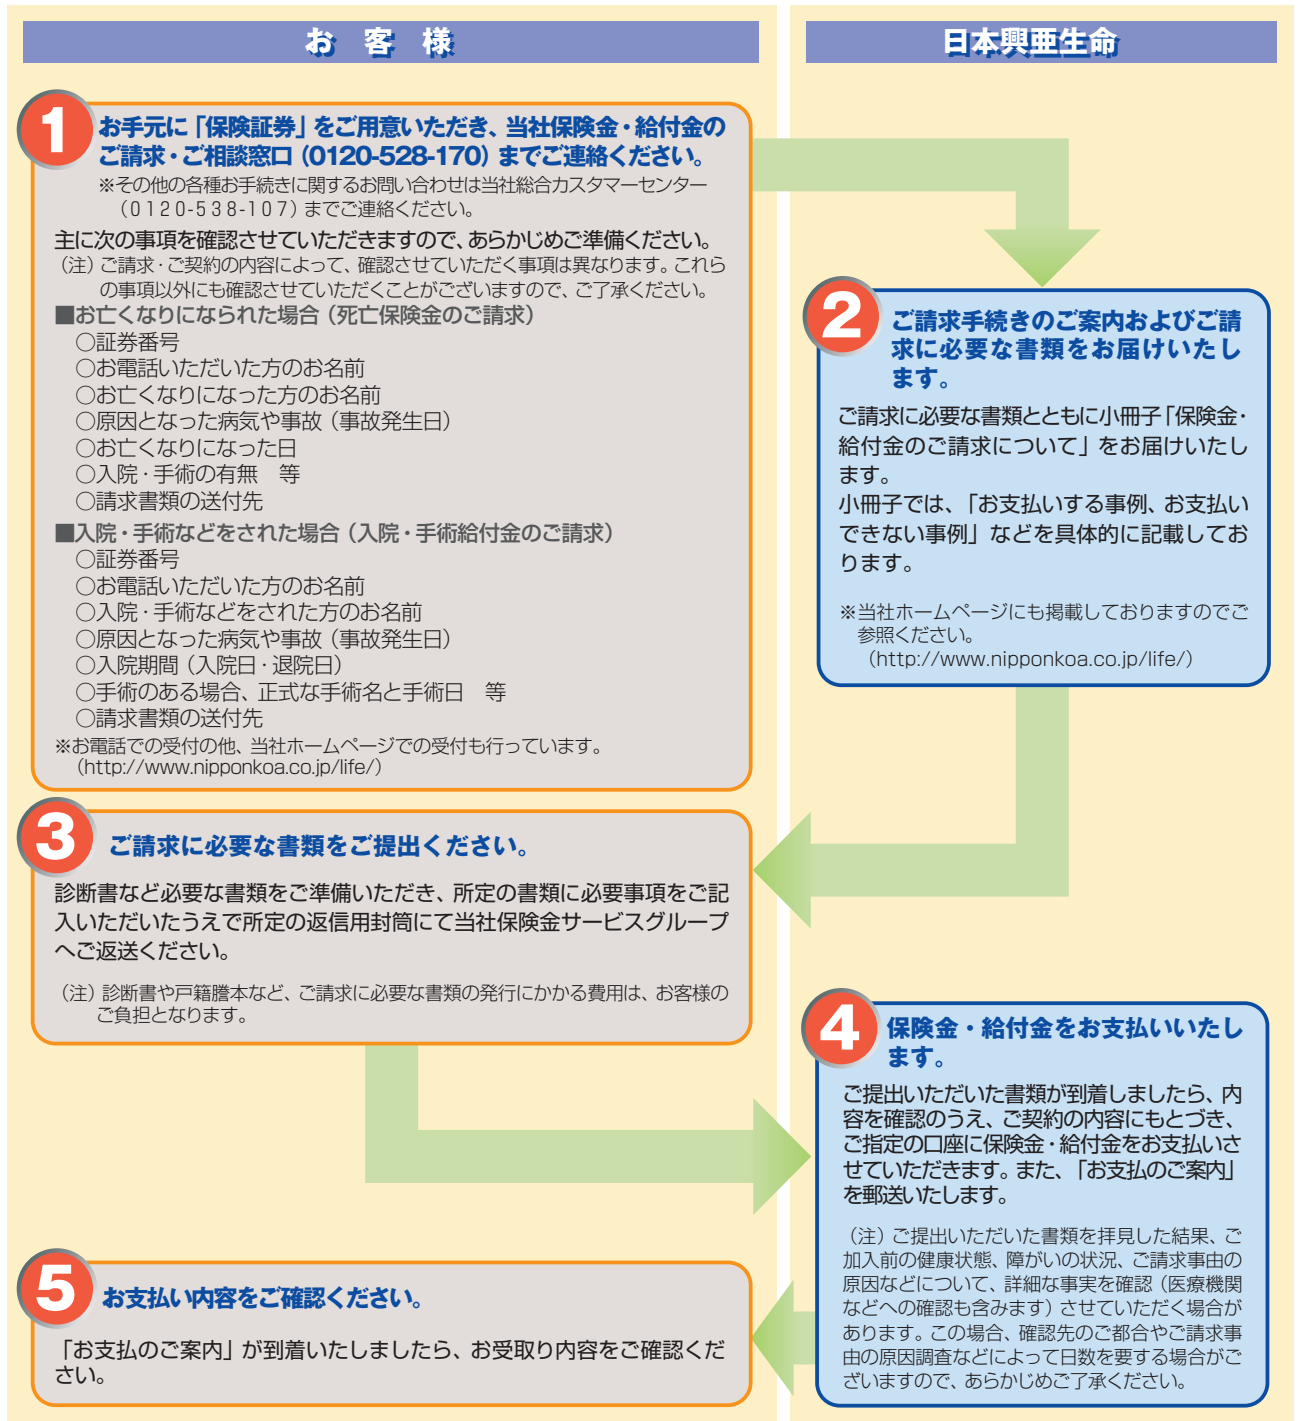 お客様
日本興亜生命
1
お手元に「保険証券」をご用意いただき、当社保険金・給付金の
ご請求・ご相談窓口（0120-528-170）までご連絡ください。
※その他の各種お手続きに関するお問い合わせは当社総合カスタマーセンター
（0120-538-107）までご連絡ください。
主に次の事項を確認させていただきますので、あらかじめご準備ください。
（注）ご請求・ご契約の内容によって、確認させていただく事項は異なります。これら
の事項以外にも確認させていただくことがございますので、ご了承ください。
■お亡くなりになられた場合（死亡保険金のご請求）
○証券番号
○お電話いただいた方のお名前
○お亡くなりになった方のお名前
○原因となった病気や事故（事故発生日）
○お亡くなりになった日
○入院・手術の有無　等
○請求書類の送付先
■入院・手術などをされた場合（入院・手術給付金のご請求）
○証券番号
○お電話いただいた方のお名前
○入院・手術などをされた方のお名前
○原因となった病気や事故（事故発生日）
○入院期間（入院日・退院日）
○手術のある場合、正式な手術名と手術日　等
○請求書類の送付先
※お電話での受付の他、当社ホームページでの受付も行っています。
（http://www.nipponkoa.co.jp/life/）
2
ご請求手続きのご案内およびご請
求に必要な書類をお届けいたし
ます。
ご請求に必要な書類とともに小冊子「保険金・
給付金のご請求について」をお届けいたし
ます。
小冊子では、「お支払いする事例、お支払い
できない事例」などを具体的に記載してお
ります。
※当社ホームページにも掲載しておりますのでご
参照ください。
（http://www.nipponkoa.co.jp/life/）
3
ご請求に必要な書類をご提出ください。
診断書など必要な書類をご準備いただき、所定の書類に必要事項をご記
入いただいたうえで所定の返信用封筒にて当社保険金サービスグループ
へご返送ください。
（注）診断書や戸籍謄本など、ご請求に必要な書類の発行にかかる費用は、お客様の
ご負担となります。
4
保険金・給付金をお支払いいたし
ます。
ご提出いただいた書類が到着しましたら、内
容を確認のうえ、ご契約の内容にもとづき、
ご指定の口座に保険金・給付金をお支払いさ
せていただきます。また、「お支払のご案内」
を郵送いたします。
（注）ご提出いただいた書類を拝見した結果、ご
加入前の健康状態、障がいの状況、ご請求事由の
原因などについて、詳細な事実を確認（医療機関
などへの確認も含みます）させていただく場合が
あります。この場合、確認先のご都合やご請求事
由の原因調査などによって日数を要する場合がご
ざいますので、あらかじめご了承ください。
5
お支払い内容をご確認ください。
「お支払のご案内」が到着いたしましたら、お受取り内容をご確認くだ
さい。